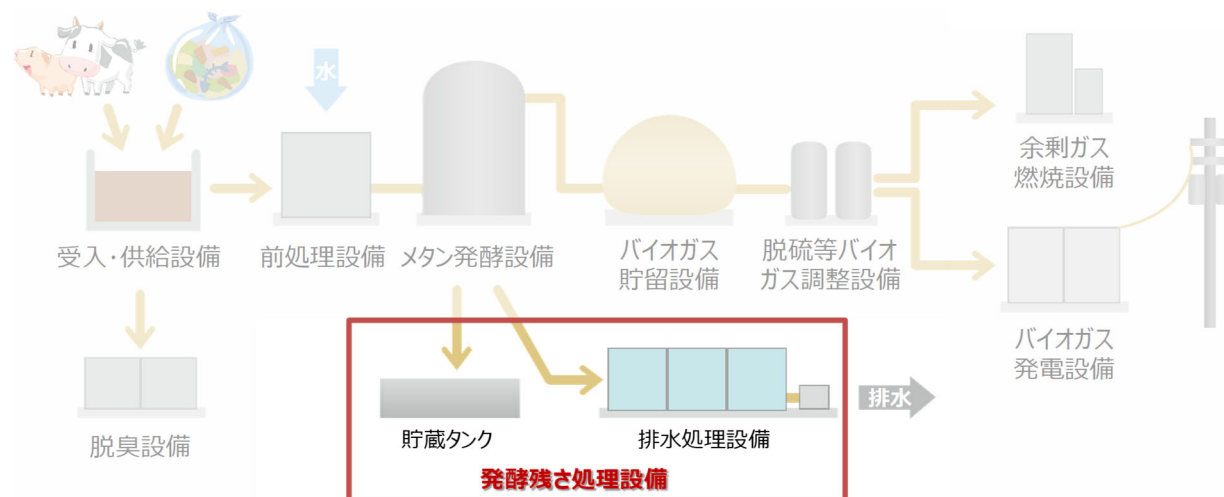 水
余剰ガス
燃焼設備
受入・供給設備
前処理設備
メタン発酵設備
バイオガス
貯留設備
脱硫等バイオ
ガス調整設備
バイオガス
発電設備
脱臭設備
貯蔵タンク
排水処理設備
排水
発酵残さ処理設備